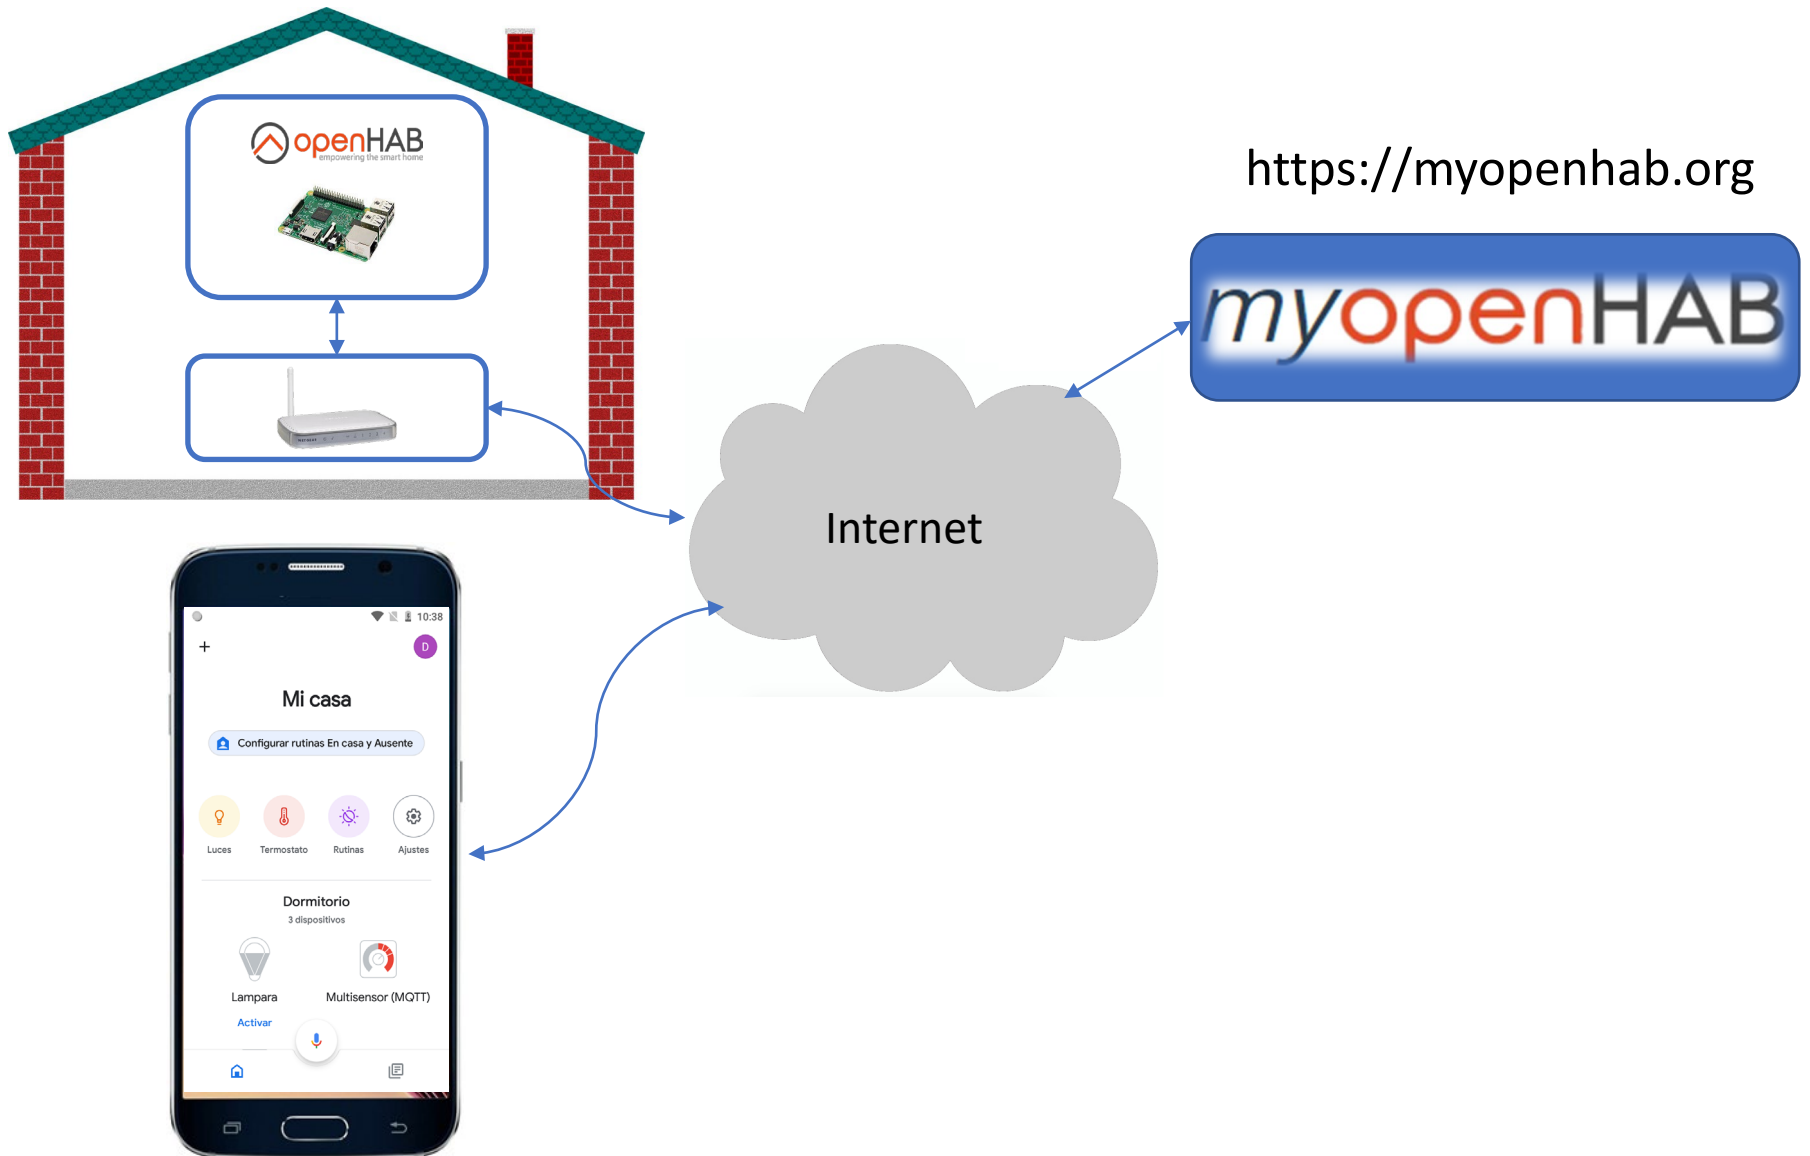 openHAB
empowering the smart home
https://myopenhab.org
myopenHAB
NETGEAR
Internet
10:38
+
D
Mi casa
Configurar rutinas En casa y Ausente
Luces
Termostato
Rutinas
Ajustes
Dormitorio
3 dispositivos
Lampara
Multisensor (MQTT)
Activar